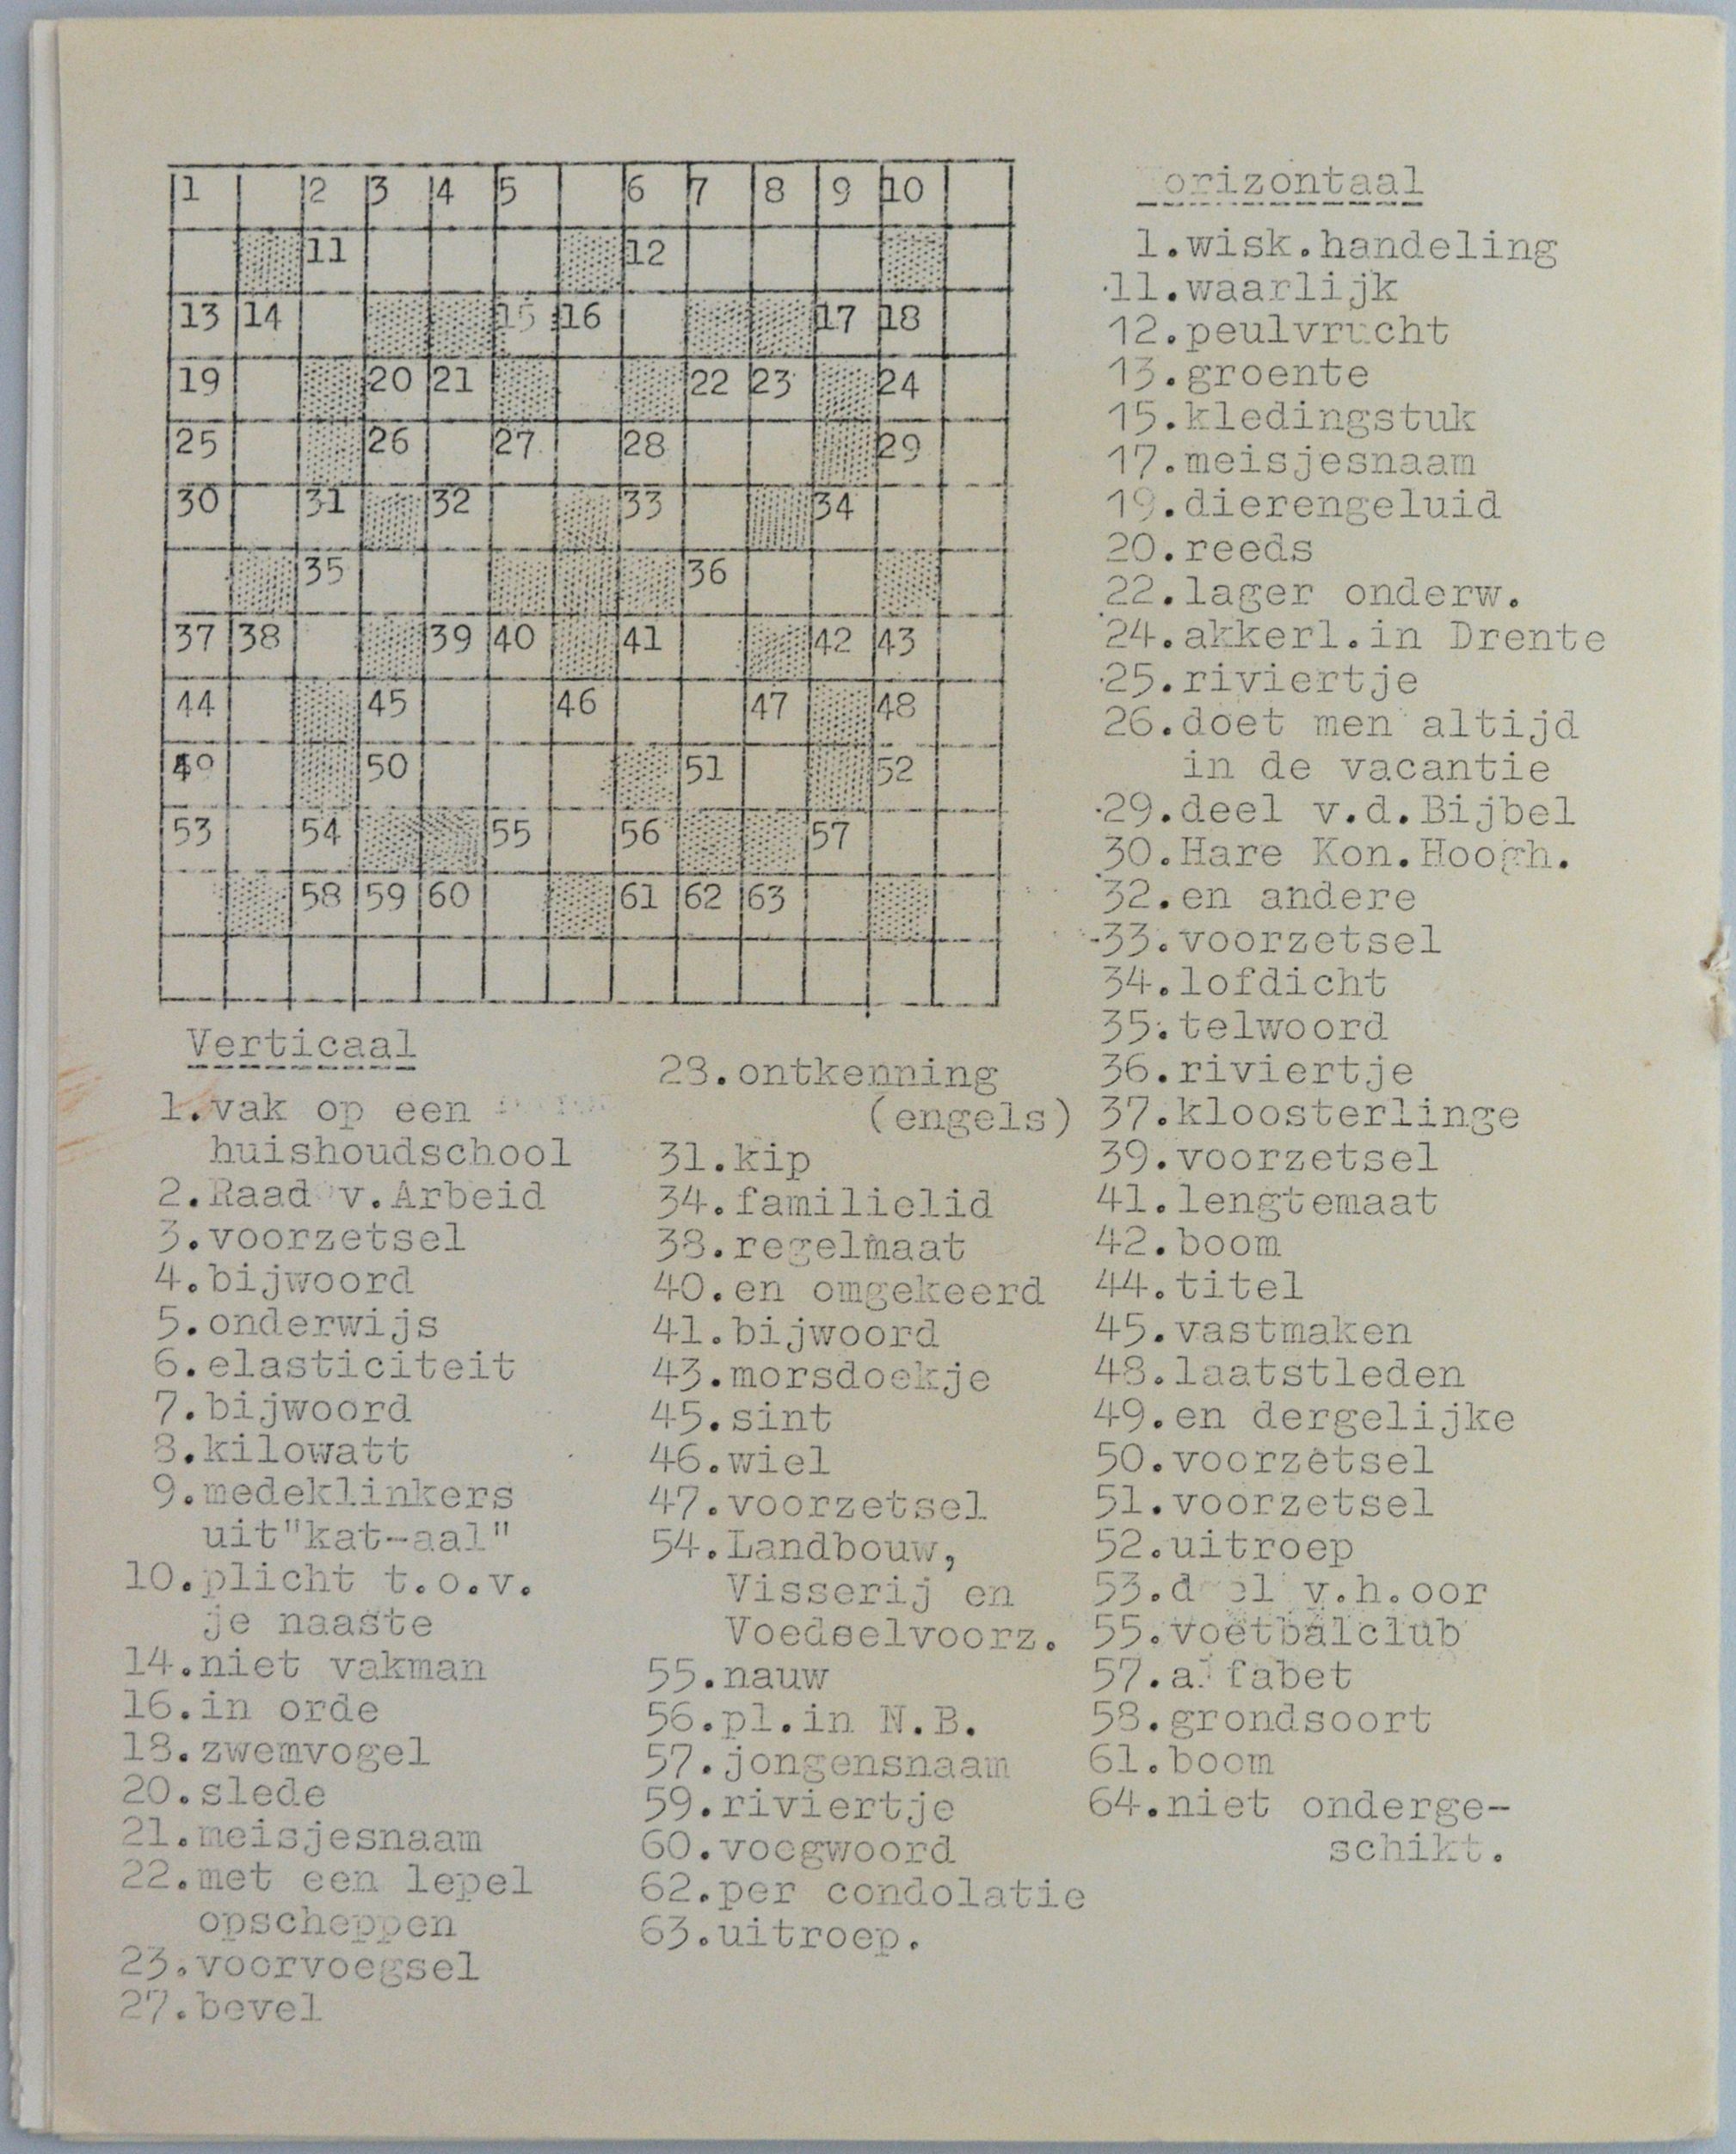 1 2 3 4 5 6 7 8 9 10
11 12
13 14 15 16 17 18
19 20 21 22 23 24
25 26 27 28 29
30 31 32 33 34
35 36
37 38 39 40 41 42 43
44 45 46 47 48
49 50 51 52
53 54 55 56 57
58 59 60 61 62 63
Verticaal
1.vak op een
huishoudschool
2.Raad v.Arbeid
3.voorzetsel
4.bijwoord
5.onderwijs
6.elasticiteit
7.bijwoord
8.kilowatt
9.medeklinkers
uit"kat-aal"
10.plicht t.o.v.
je naaste
14.niet vakman
16.in orde
18.zwemvogel
20.slede
21.meisjesnaam
22.met een lepel
opscheppen
23.voorvoegsel
27.bevel
28.ontkenning
(engels)
31.kip
34.familielid
38.regelmaat
40.en omgekeerd
41.bijwoord
43.morsdoekje
45.sint
46.wiel
47.voorzetsel
54.Landbouw,
Visserij en
Voedselvoorz.
55.nauw
56.pl.in N.B.
57.jongensnaam
59.riviertje
60.voegwoord
62.per condolatie
63.uitroep.
orizontaal
1.wisk.handeling
11.waarlijk
12.peulvrucht
13.groente
15.kledingstuk
17.meisjesnaam
19.dierengeluid
20.reeds
22.lager onderw.
24.akkerl.in Drente
25.riviertje
26.doet men altijd
in de vacantie
29.deel v.d.Bijbel
30.Hare Kon.Hoogh.
32.en andere
33.voorzetsel
34.lofdicht
35.telwoord
36.riviertje
37.kloosterlinge
39.voorzetsel
41.lengtemaat
42.boom
44.titel
45.vastmaken
48.laatstleden
49.en dergelijke
50.voorzetsel
51.voorzetsel
52.uitroep
53.deel v.h.oor
55.voetbalclub
57.alfabet
58.grondsoort
61.boom
64.niet onderge-
schikt.